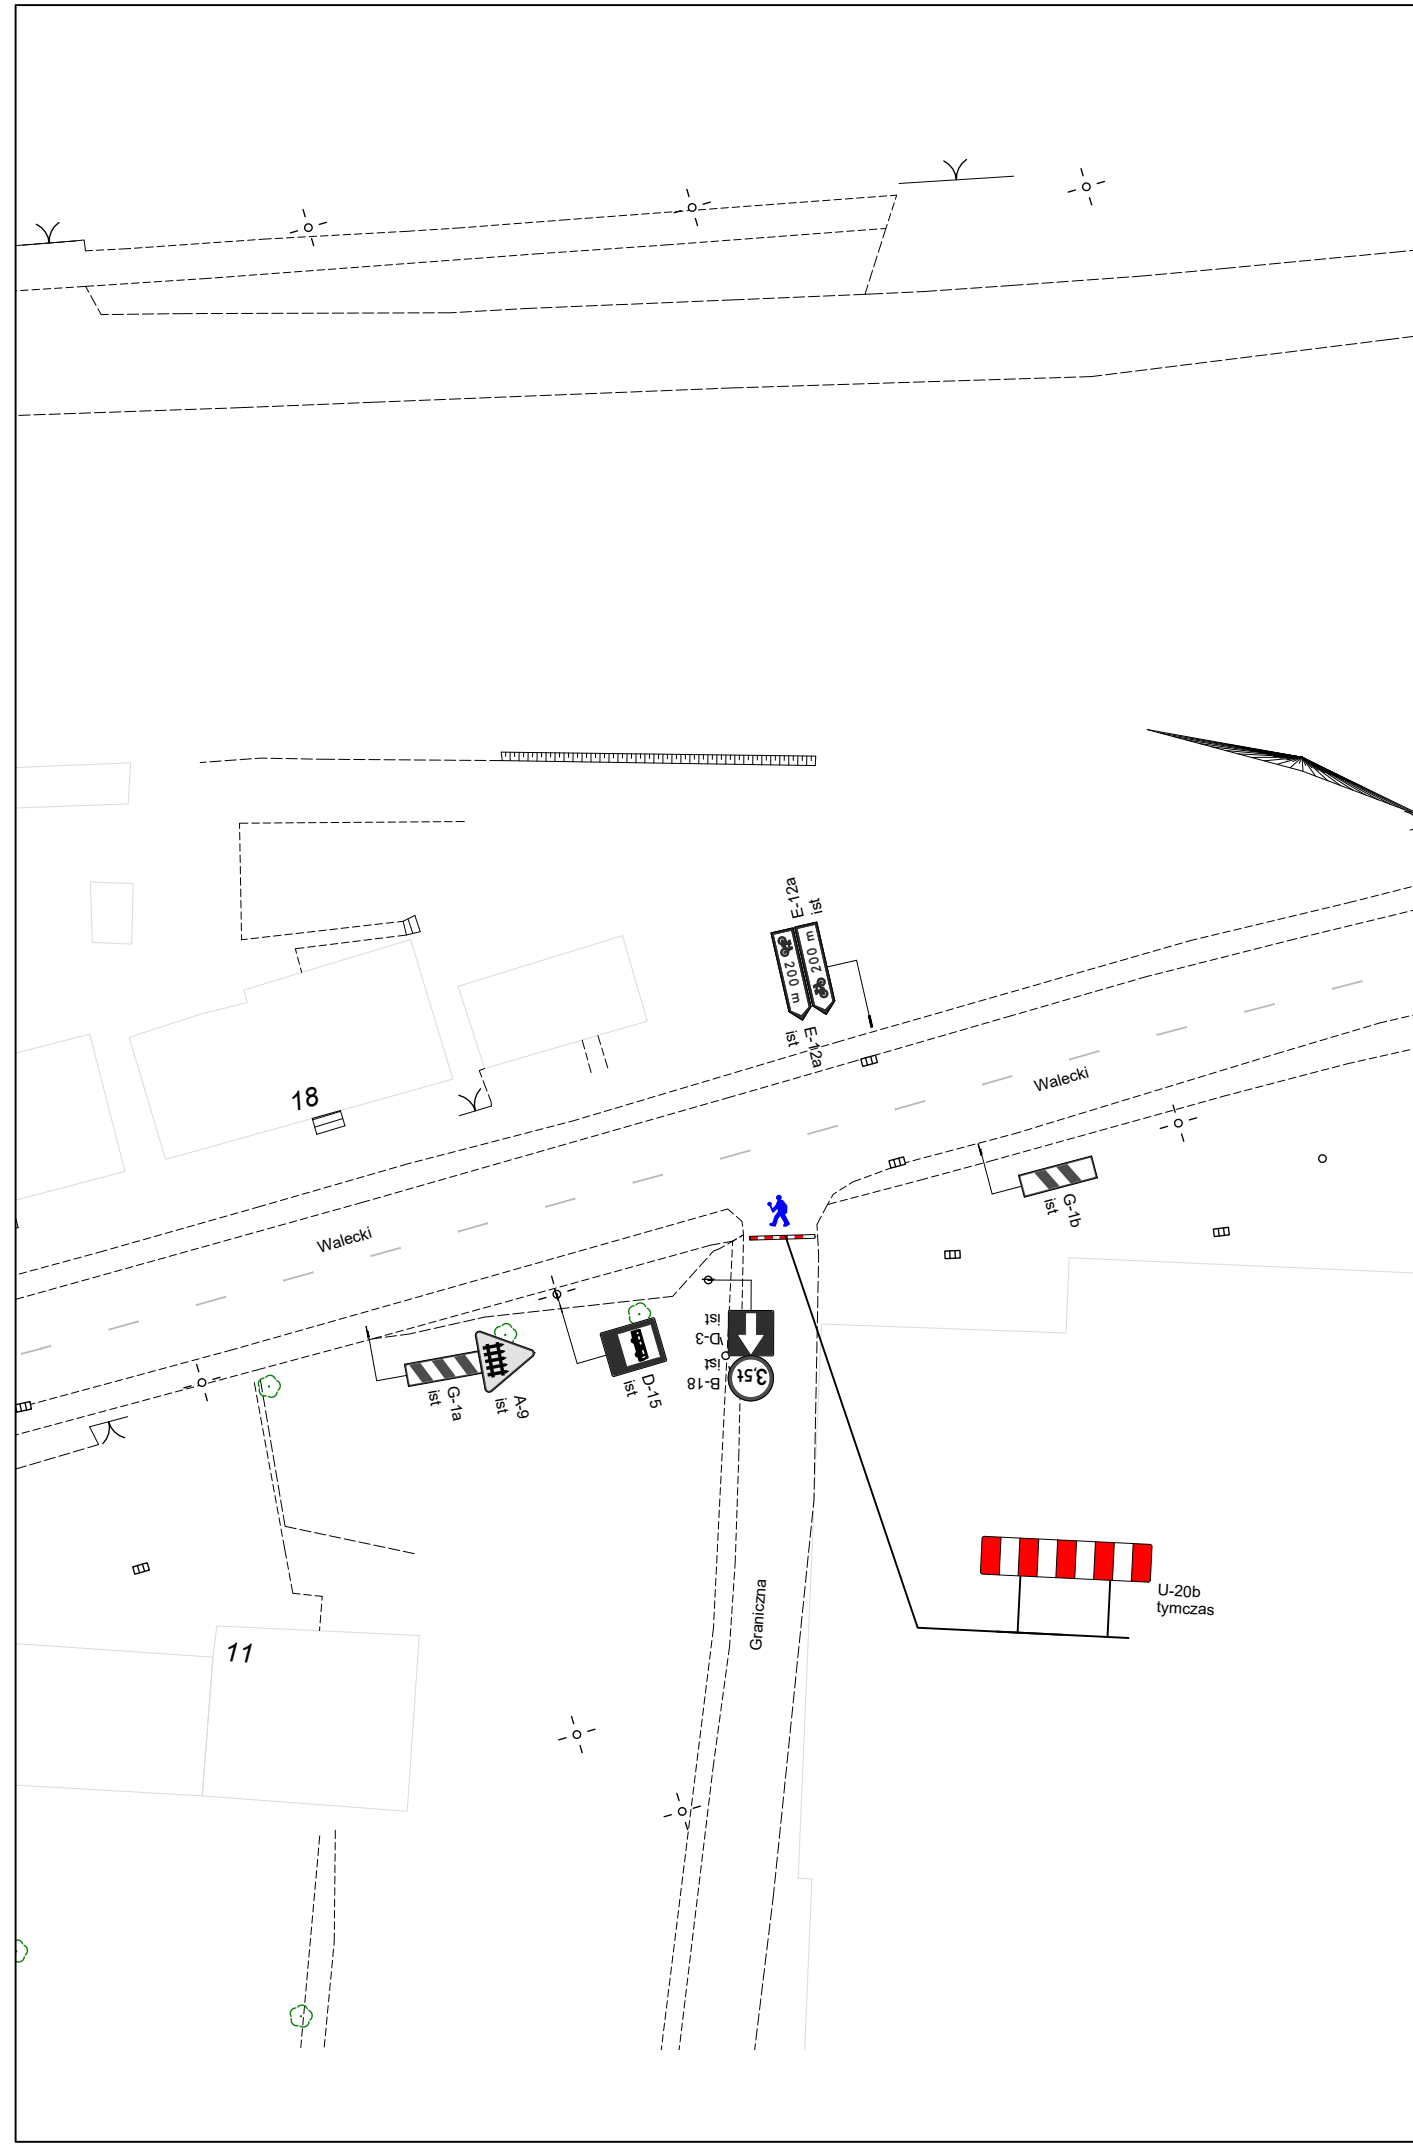 E-12a
ist
200 m
200 m
E-12a
ist
Walecki
18
G-1b
ist
Walecki
ist
D-3
ist
B-18
3,5t
D-15
ist
A-9
ist
G-1a
ist
U-20b
tymczas
Graniczna
11